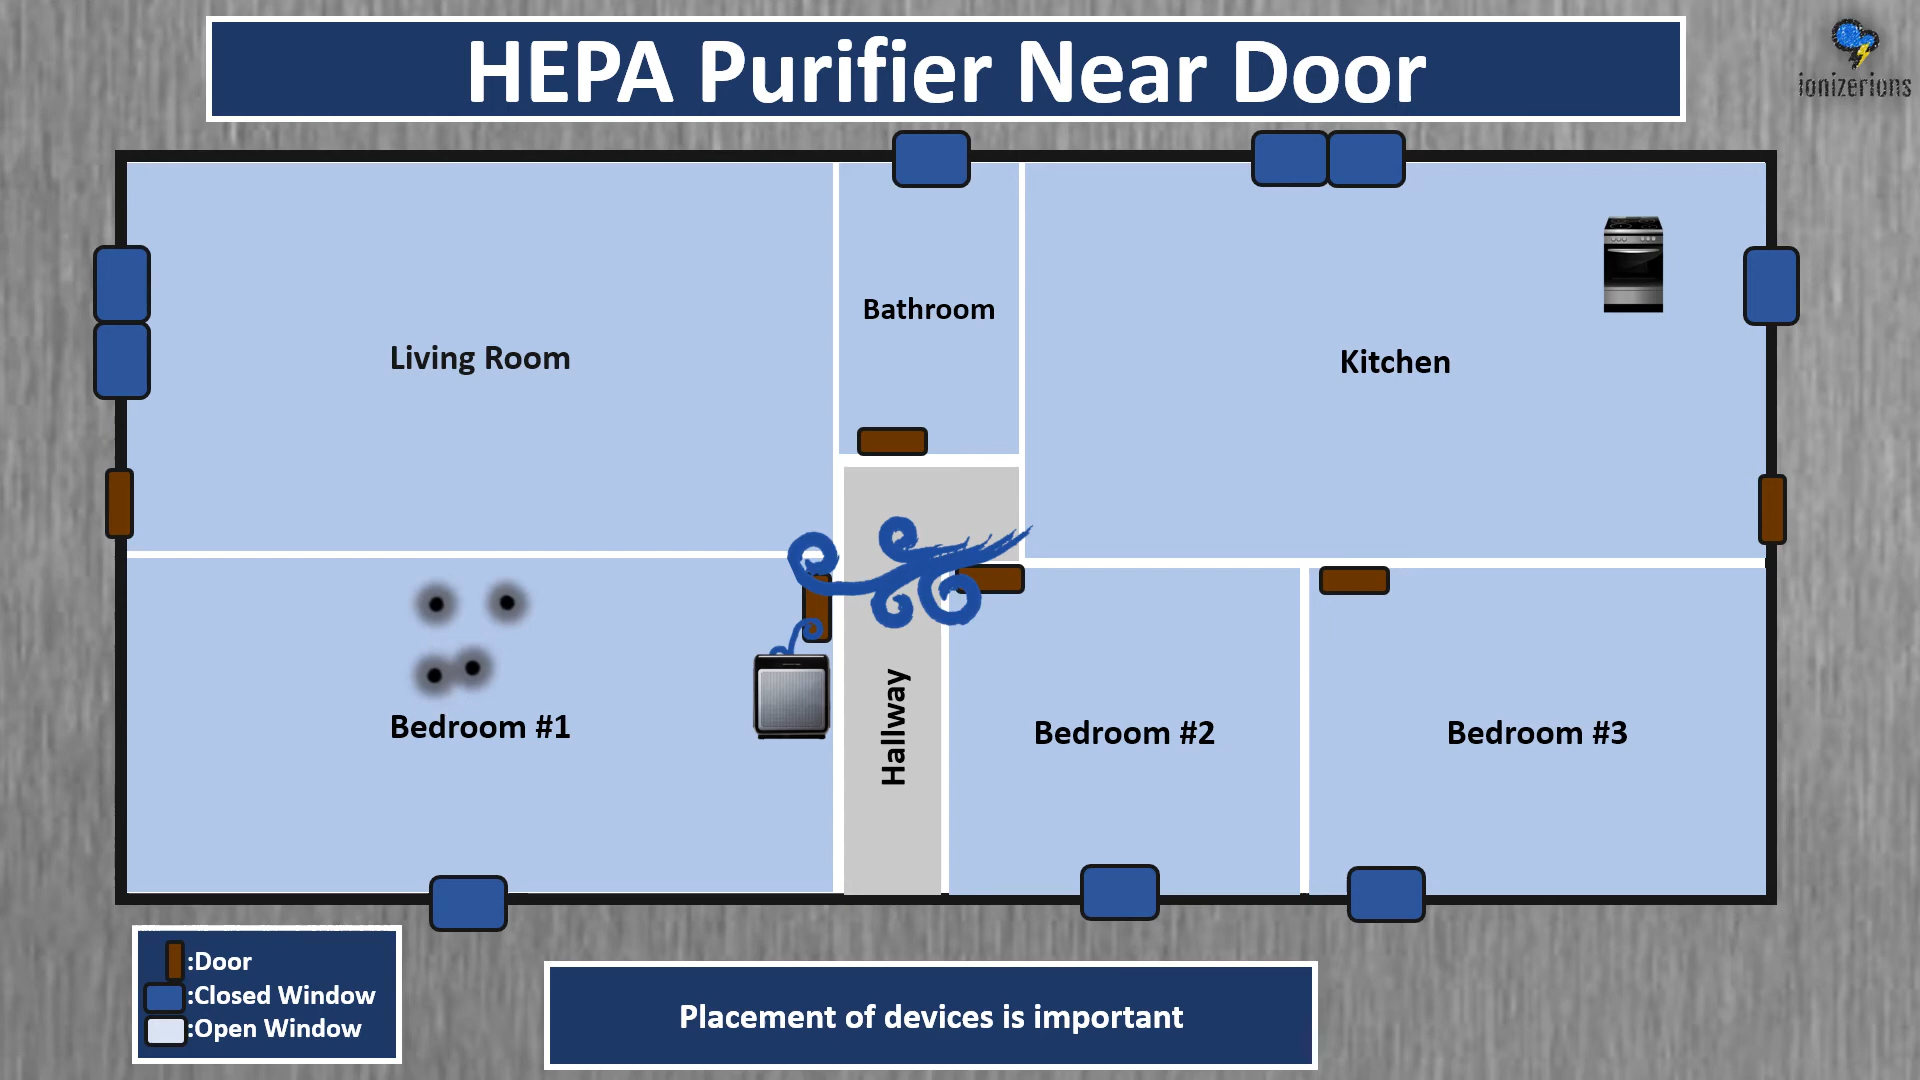 HEPA Purifier Near Door
ionizerions
Bathroom
Living Room
Kitchen
Hallway
Bedroom #1
Bedroom #2
Bedroom #3
:Door
:Closed Window
:Open Window
Placement of devices is important